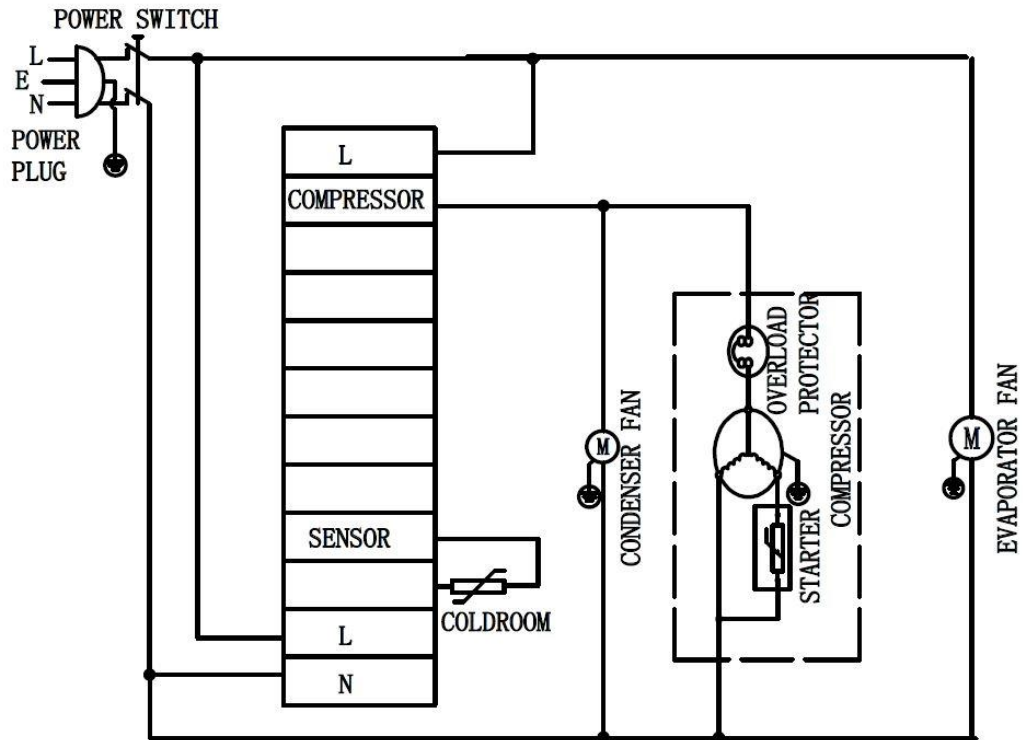 POWER SWITCH
L
E
N
POWER
PLUG
L
COMPRESSOR
SENSOR
COLDROOM
L
N
M
CONDENSER FAN
OVERLOAD
PROTECTOR
COMPRESSOR
STARTER
M
EVAPORATOR FAN